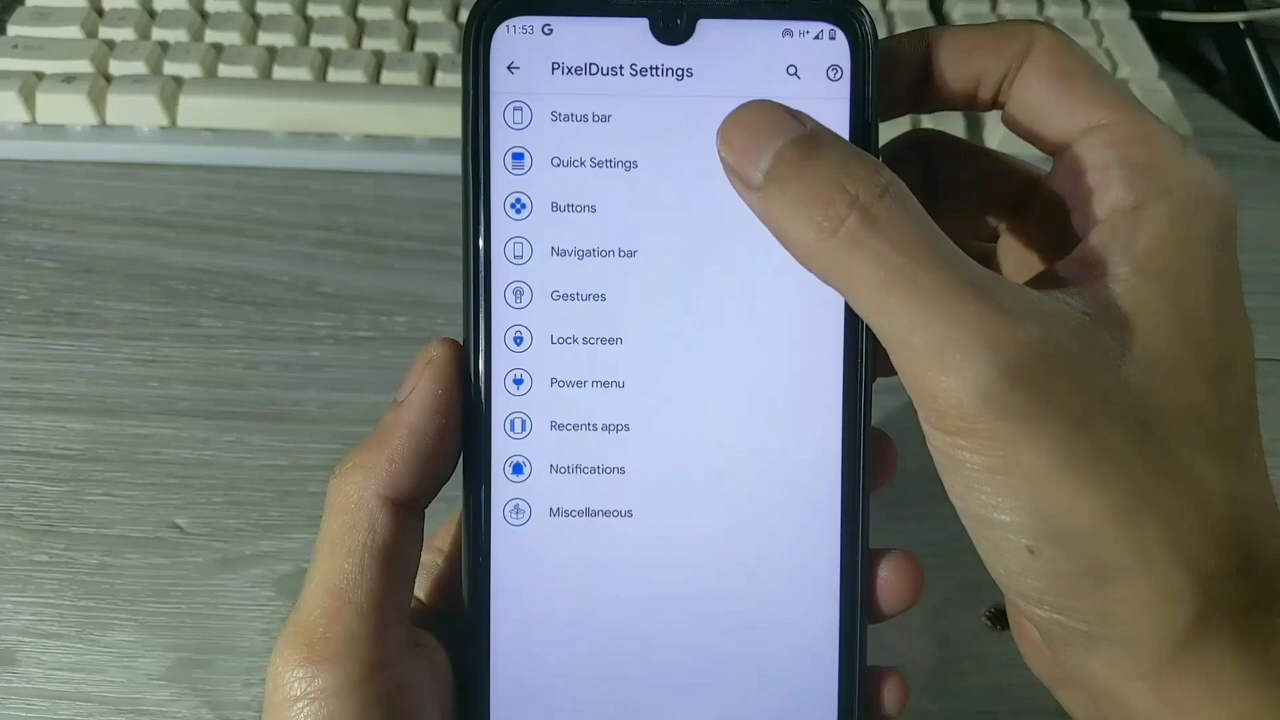 11:53 G H+
PixelDust Settings
Status bar
Quick Settings
Buttons
Navigation bar
Gestures
Lock screen
Power menu
Recents apps
Notifications
Miscellaneous